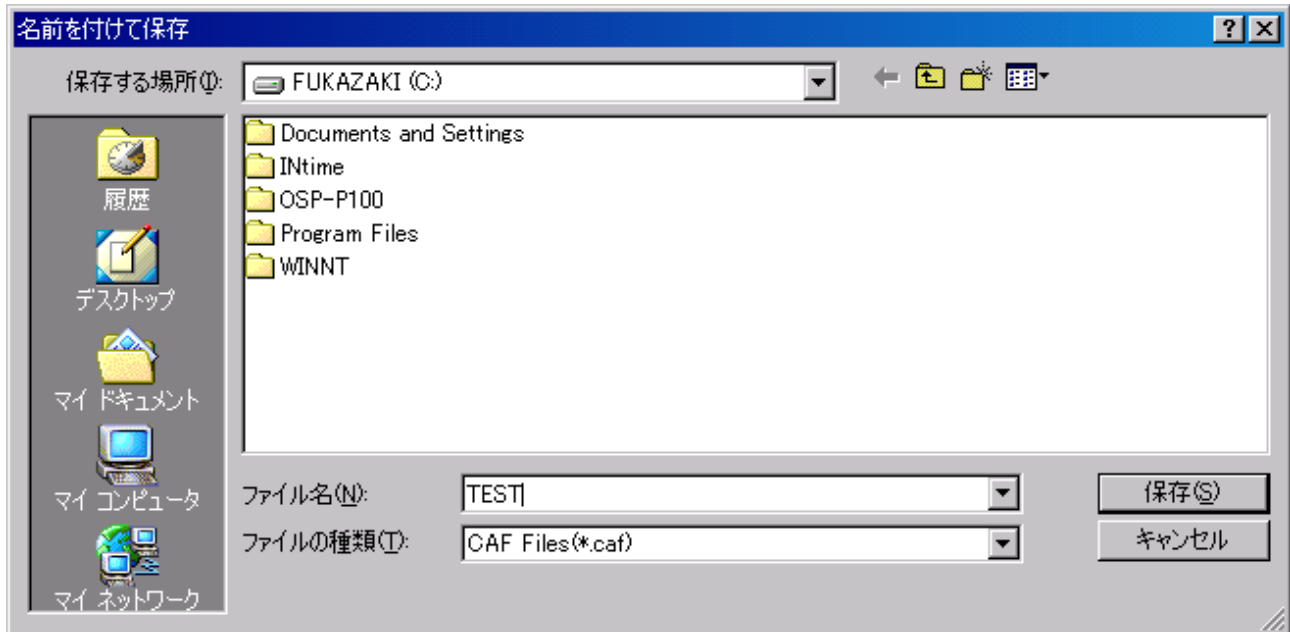 名前を付けて保存
保存する場所(I): FUKAZAKI (C:)
履歴
デスクトップ
マイ ドキュメント
マイ コンピュータ
マイ ネットワーク
Documents and Settings
INtime
OSP-P100
Program Files
WINNT
ファイル名(N): TEST 保存(S)
ファイルの種類(T): CAF Files(*.caf) キャンセル